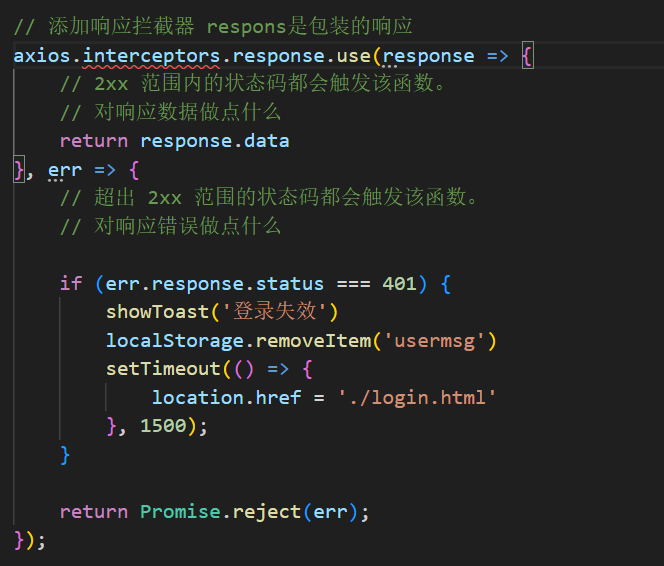 // 添加响应拦截器 respons是包装的响应
axios.interceptors.response.use(response => {
    // 2xx 范围内的状态码都会触发该函数。
    // 对响应数据做点什么
    return response.data
}, err => {
    // 超出 2xx 范围的状态码都会触发该函数。
    // 对响应错误做点什么

    if (err.response.status === 401) {
        showToast('登录失效')
        localStorage.removeItem('usermsg')
        setTimeout(() => {
            location.href = './login.html'
        }, 1500);
    }

    return Promise.reject(err);
});